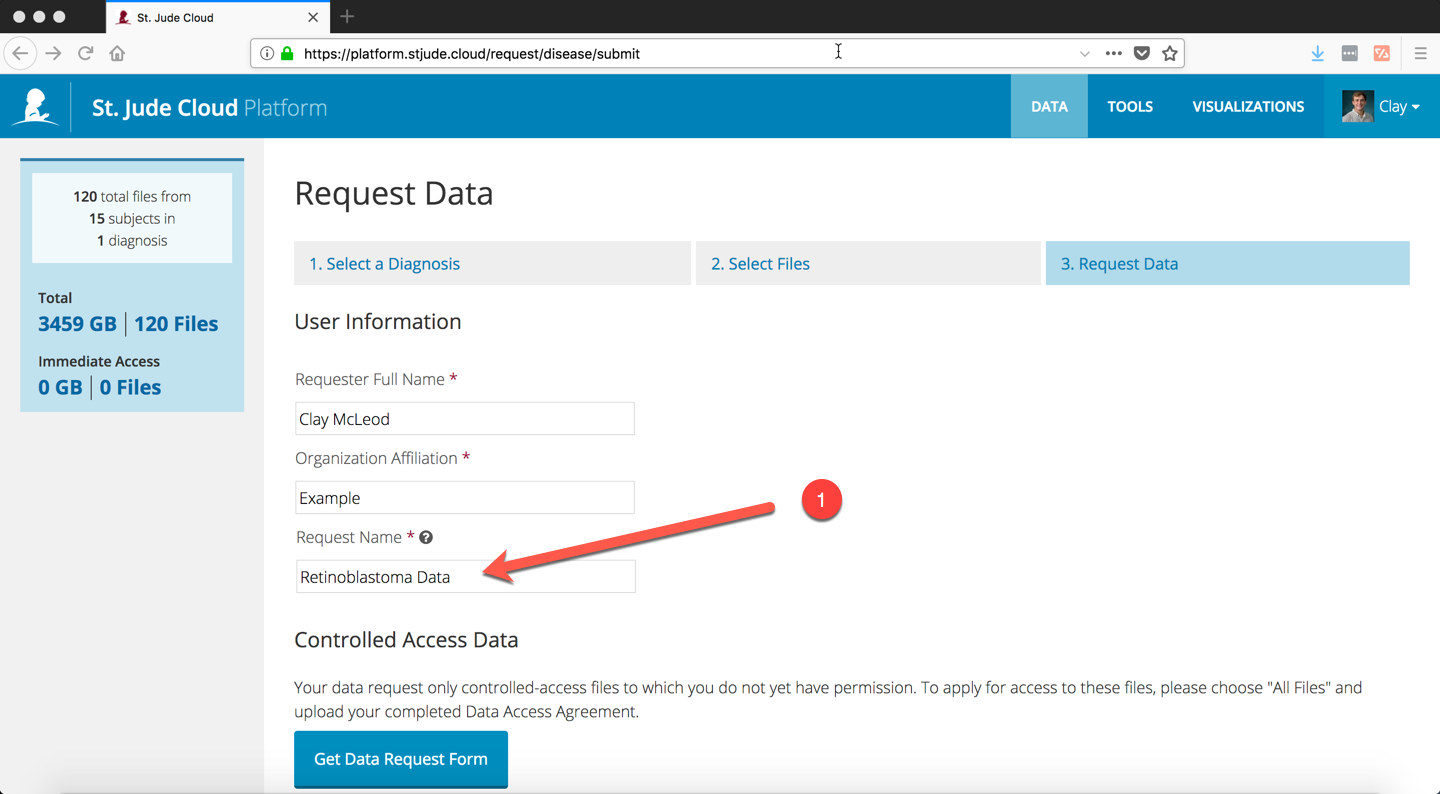 St. Jude Cloud
https://platform.stjude.cloud/request/disease/submit
St. Jude Cloud Platform
DATA
TOOLS
VISUALIZATIONS
Clay
120 total files from
15 subjects in
1 diagnosis
Total
3459 GB | 120 Files
Immediate Access
0 GB | 0 Files
Request Data
1. Select a Diagnosis
2. Select Files
3. Request Data
User Information
Requester Full Name *
Clay McLeod
Organization Affiliation *
Example
1
Request Name * ?
Retinoblastoma Data
Controlled Access Data
Your data request only controlled-access files to which you do not yet have permission. To apply for access to these files, please choose "All Files" and
upload your completed Data Access Agreement.
Get Data Request Form